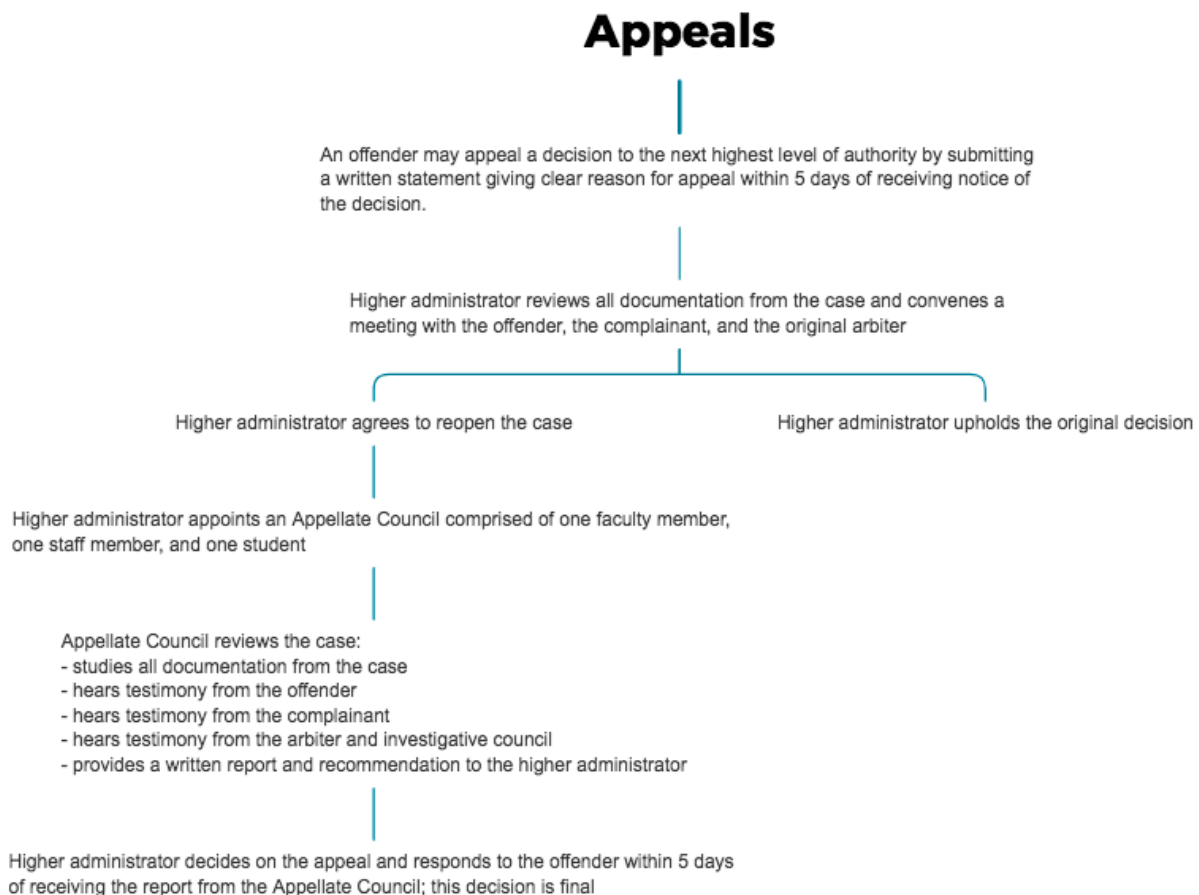 Appeals
An offender may appeal a decision to the next highest level of authority by submitting
a written statement giving clear reason for appeal within 5 days of receiving notice of
the decision.
Higher administrator reviews all documentation from the case and convenes a
meeting with the offender, the complainant, and the original arbiter
Higher administrator agrees to reopen the case
Higher administrator upholds the original decision
Higher administrator appoints an Appellate Council comprised of one faculty member,
one staff member, and one student
Appellate Council reviews the case:
- studies all documentation from the case
- hears testimony from the offender
- hears testimony from the complainant
- hears testimony from the arbiter and investigative council
- provides a written report and recommendation to the higher administrator
Higher administrator decides on the appeal and responds to the offender within 5 days
of receiving the report from the Appellate Council; this decision is final